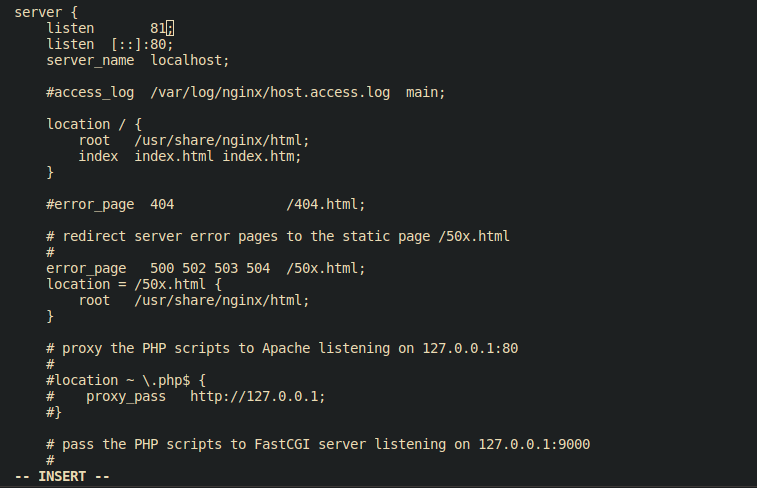 server {
    listen       81;
    listen  [::]:80;
    server_name  localhost;

    #access_log  /var/log/nginx/host.access.log  main;

    location / {
        root   /usr/share/nginx/html;
        index  index.html index.htm;
    }

    #error_page  404              /404.html;

    # redirect server error pages to the static page /50x.html
    #
    error_page   500 502 503 504  /50x.html;
    location = /50x.html {
        root   /usr/share/nginx/html;
    }

    # proxy the PHP scripts to Apache listening on 127.0.0.1:80
    #
    #location ~ \.php$ {
    #    proxy_pass   http://127.0.0.1;
    #}

    # pass the PHP scripts to FastCGI server listening on 127.0.0.1:9000
    #
-- INSERT --